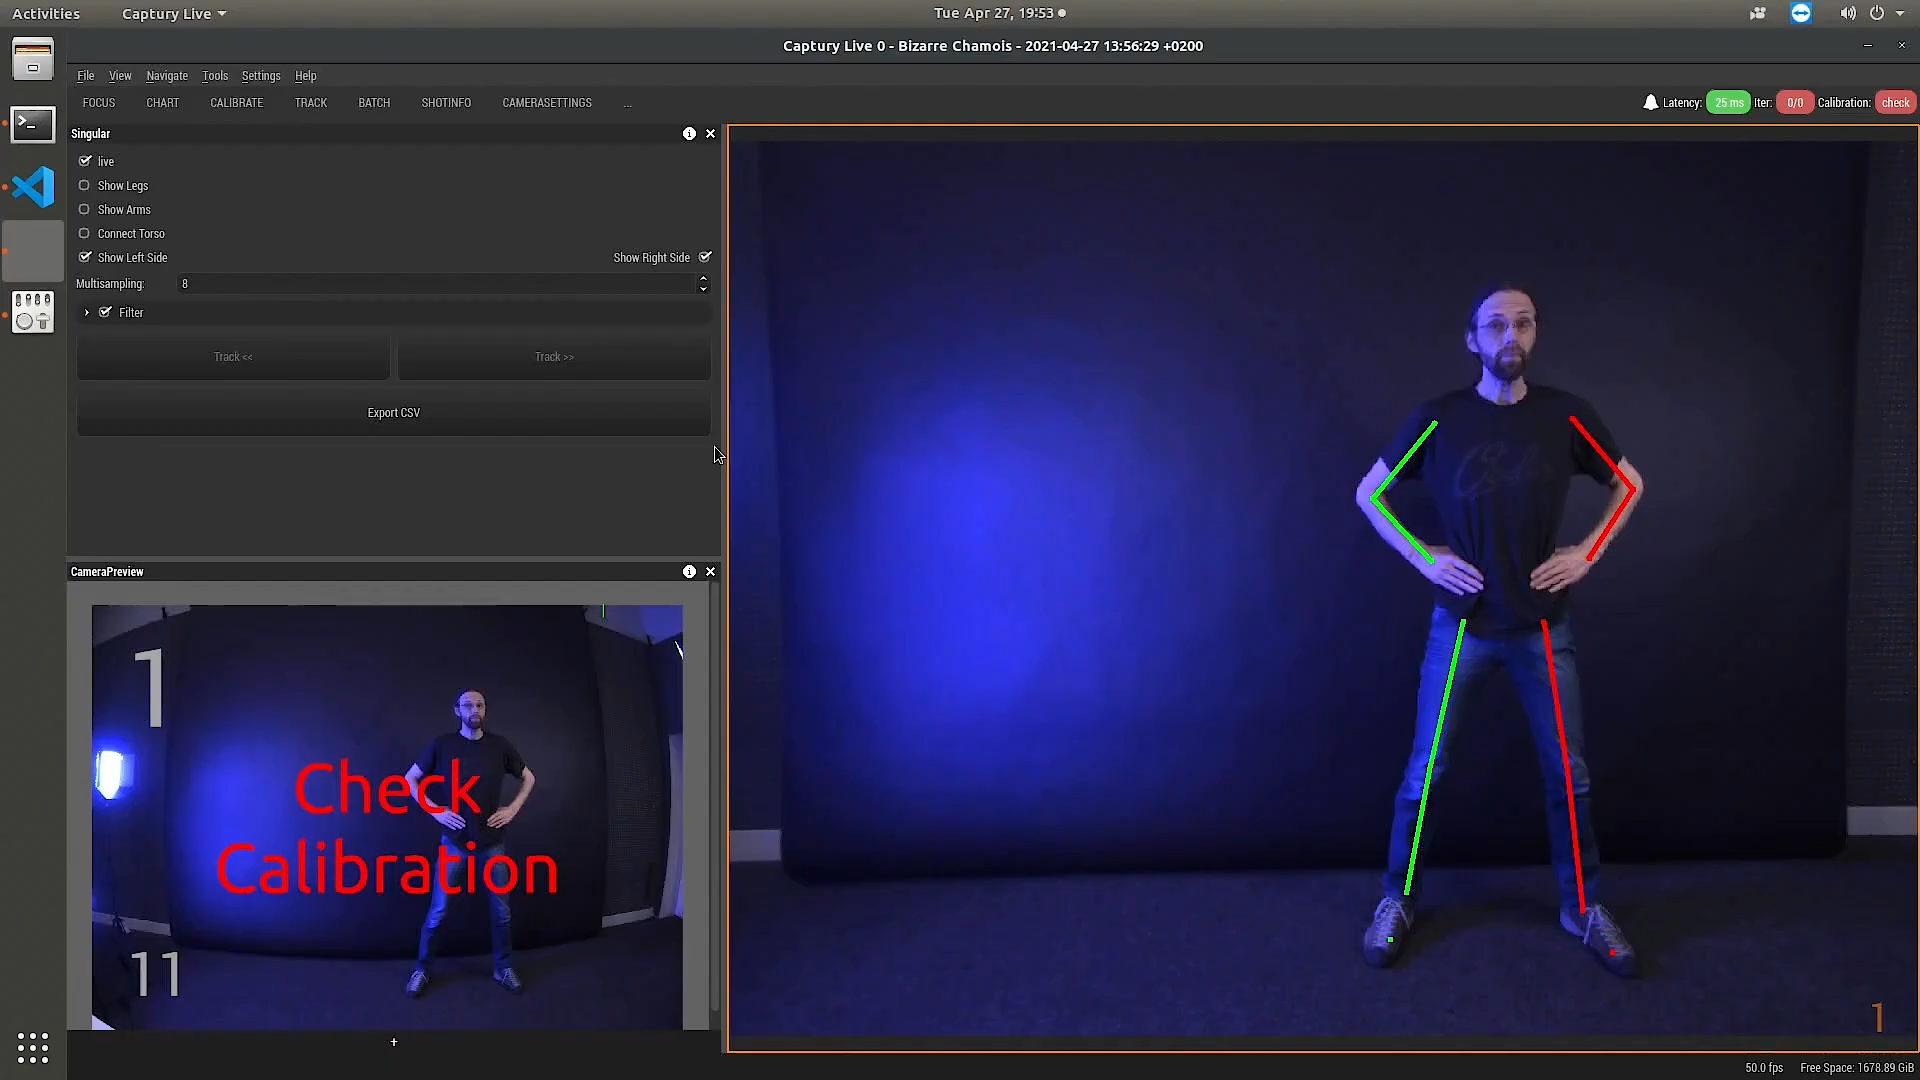 Activities Captury Live Tue Apr 27, 19:53
Captury Live 0 - Bizarre Chamois - 2021-04-27 13:56:29 +0200
File View Navigate Tools Settings Help
FOCUS CHART CALIBRATE TRACK BATCH SHOTINFO CAMERASETTINGS ... Latency: 25 ms Iter: 0/0 Calibration: check
Singular
live
Show Legs
Show Arms
Connect Torso
Show Left Side Show Right Side
Multisampling: 8
Filter
Track << Track >>
Export CSV
CameraPreview
1
Check
Calibration
11
+
1
50.0 fps Free Space: 1678.89 GiB